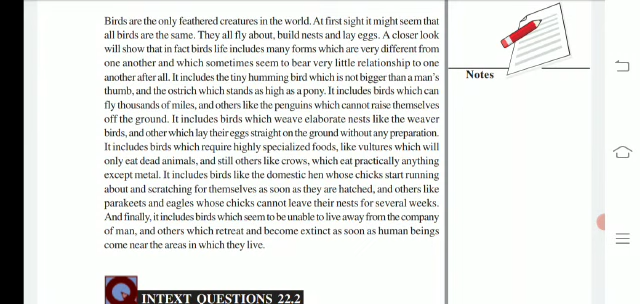 Birds are the only feathered creatures in the world. At first sight it might seem that
all birds are the same. They all fly about, build nests and lay eggs. A closer look
will show that in fact birds life includes many forms which are very different from
one another and which sometimes seem to bear very little relationship to one
another after all. It includes the tiny humming bird which is not bigger than a man's
thumb, and the ostrich which stands as high as a pony. It includes birds which can
fly thousands of miles, and others like the penguins which cannot raise themselves
off the ground. It includes birds which weave elaborate nests like the weaver
birds, and other which lay their eggs straight on the ground without any preparation.
It includes birds which require highly specialized foods, like vultures which will
only eat dead animals, and still others like crows, which eat practically anything
except metal. It includes birds like the domestic hen whose chicks start running
about and scratching for themselves as soon as they are hatched, and others like
parakeets and eagles whose chicks cannot leave their nests for several weeks.
And finally, it includes birds which seem to be unable to live away from the company
of man, and others which retreat and become extinct as soon as human beings
come near the areas in which they live.
Notes
INTEXT QUESTIONS 22.2